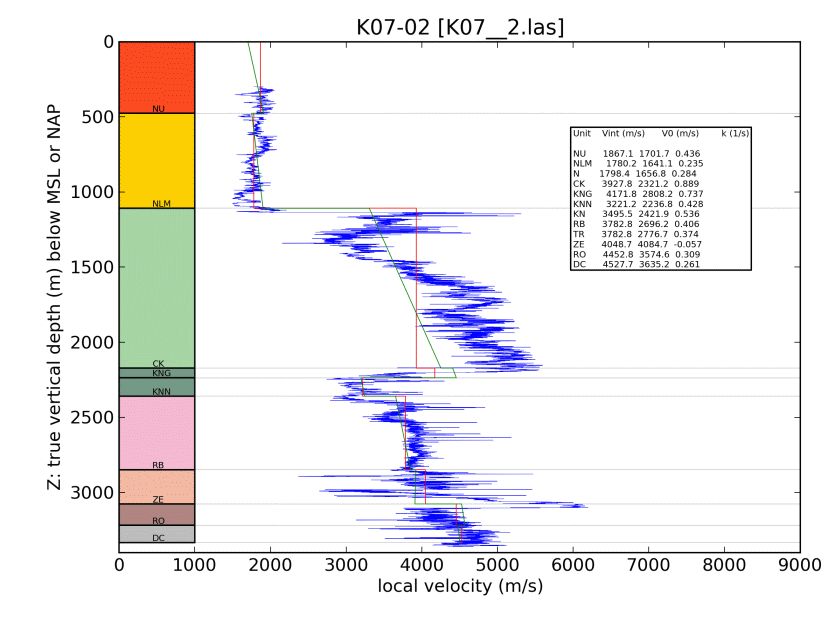 K07-02 [K07__2.las]
0
500
NU
Unit Vint (m/s) V0 (m/s) k (1/s)
NU 1867.1 1701.7 0.436
NLM 1780.2 1641.1 0.235
N 1798.4 1656.8 0.284
CK 3927.8 2321.2 0.889
KNG 4171.8 2808.2 0.737
KNN 3221.2 2236.8 0.428
KN 3495.5 2421.9 0.536
RB 3782.8 2696.2 0.406
TR 3782.8 2776.7 0.374
ZE 4048.7 4084.7 -0.057
RO 4452.8 3574.6 0.309
DC 4527.7 3635.2 0.261
1000
NLM
1500
2000
CK
KNG
KNN
2500
RB
3000
ZE
RO
DC
Z: true vertical depth (m) below MSL or NAP
0 1000 2000 3000 4000 5000 6000 7000 8000 9000
local velocity (m/s)